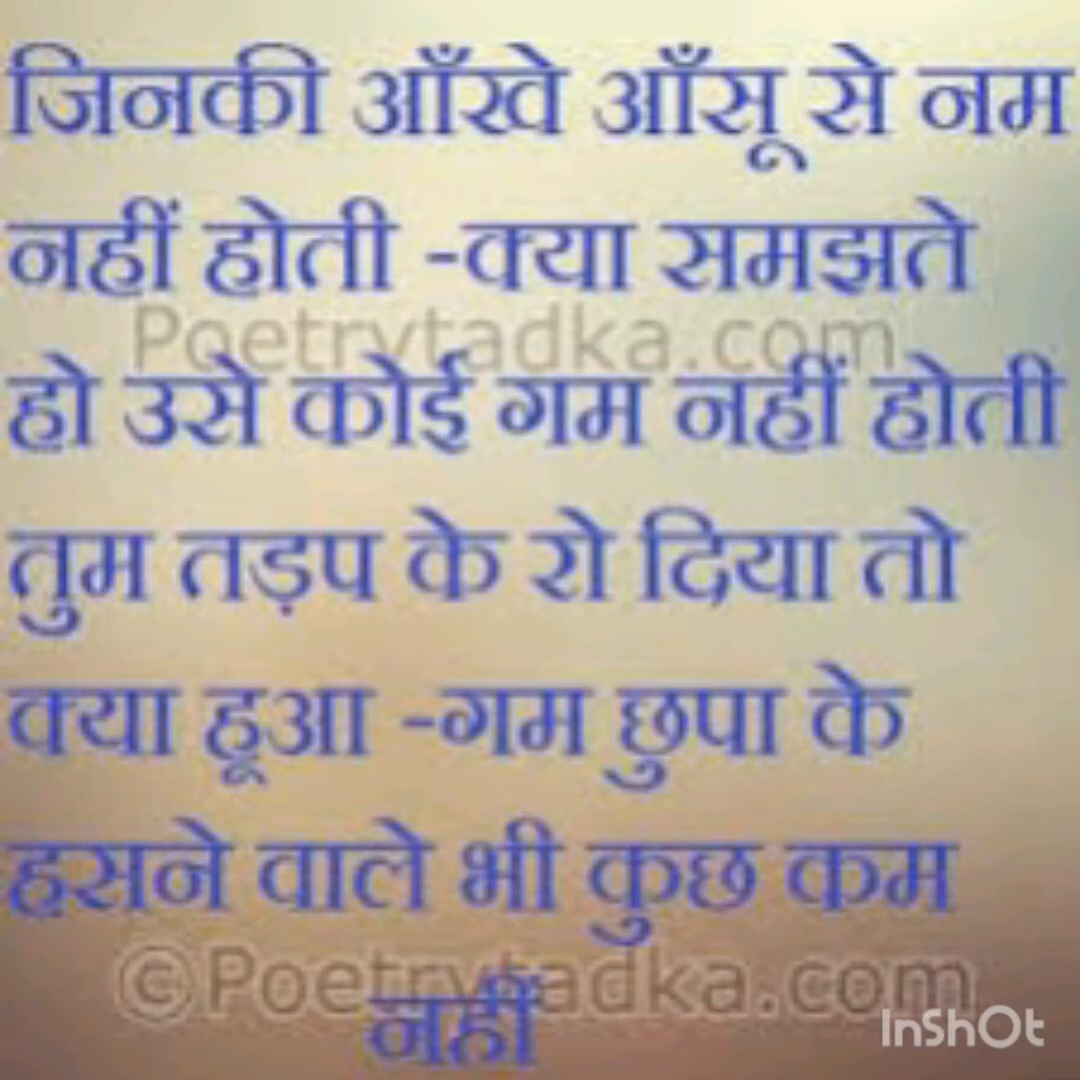 जिनकी आँखे आँसू से नम
नहीं होती -क्या समझते
Poetrytadka.com
हो उसे कोई गम नहीं होती
तुम तड़प के रो दिया तो
क्या हूआ -गम छुपा के
हसने वाले भी कुछ कम
©Poetrytadka.com
नहीं
InShOt